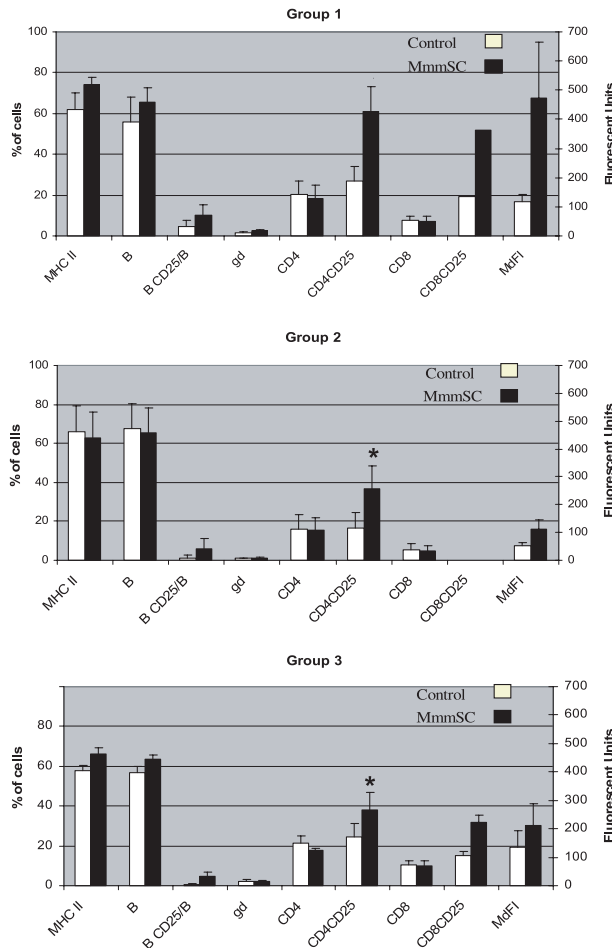 Group 1
Control
MmmSC
% of cells
100
80
60
40
20
0
700
600
500
400
300
200
100
0
Fluorescent Units
MHC II
B
B CD25/B
gd
CD4
CD4CD25
CD8
CD8CD25
MdFI
Group 2
Control
MmmSC
*
% of cells
100
80
60
40
20
0
700
600
500
400
300
200
100
0
Fluorescent Units
MHC II
B
B CD25/B
gd
CD4
CD4CD25
CD8
CD8CD25
MdFI
Group 3
Control
MmmSC
*
% of cells
80
60
40
20
0
700
600
500
400
300
200
100
0
Fluorescent Units
MHC II
B
B CD25/B
gd
CD4
CD4CD25
CD8
CD8CD25
MdFI